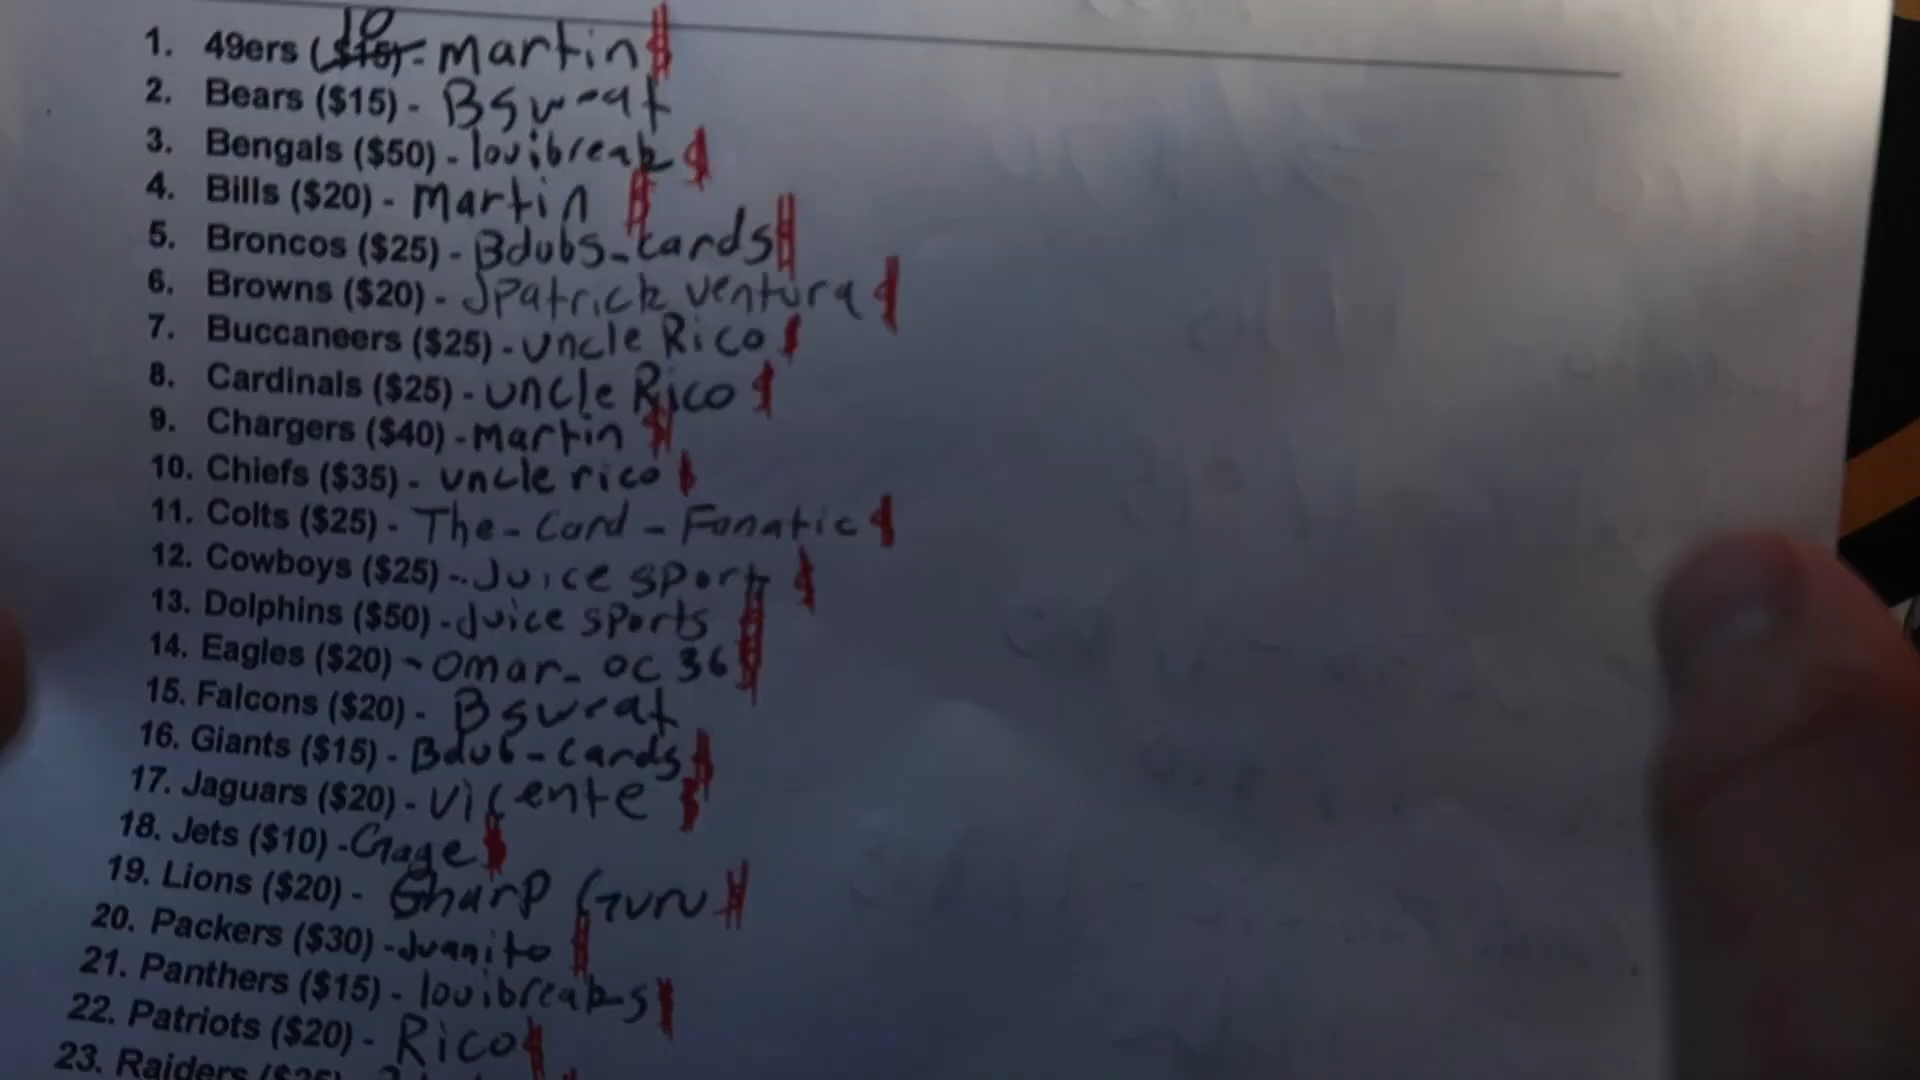 1. 49ers ($15) 10 - Martin $
2. Bears ($15) - Bswrat
3. Bengals ($50) - louibreak $
4. Bills ($20) - Martin $
5. Broncos ($25) - Bdubs_cards $
6. Browns ($20) - JPatrick ventura $
7. Buccaneers ($25) - uncle Rico $
8. Cardinals ($25) - uncle Rico $
9. Chargers ($40) - Martin $
10. Chiefs ($35) - uncle rico $
11. Colts ($25) - The-Card-Fanatic $
12. Cowboys ($25) - Juice sports $
13. Dolphins ($50) - Juice sports $
14. Eagles ($20) - Omar_ oc 36 $
15. Falcons ($20) - Bswrat
16. Giants ($15) - Bdub-cards $
17. Jaguars ($20) - Vicente $
18. Jets ($10) - Gage $
19. Lions ($20) - Sharp Guru $
20. Packers ($30) - Juanito $
21. Panthers ($15) - louibreaks $
22. Patriots ($20) - Rico $
23. Raiders